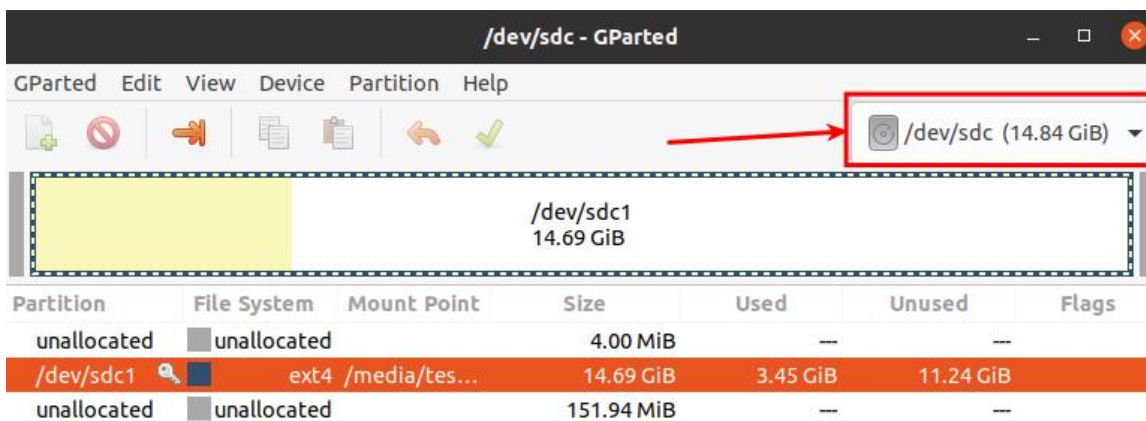 /dev/sdc - GParted
GParted Edit View Device Partition Help
/dev/sdc (14.84 GiB)
/dev/sdc1
14.69 GiB
Partition File System Mount Point Size Used Unused Flags
unallocated unallocated 4.00 MiB --- ---
/dev/sdc1 ext4 /media/tes... 14.69 GiB 3.45 GiB 11.24 GiB
unallocated unallocated 151.94 MiB --- ---